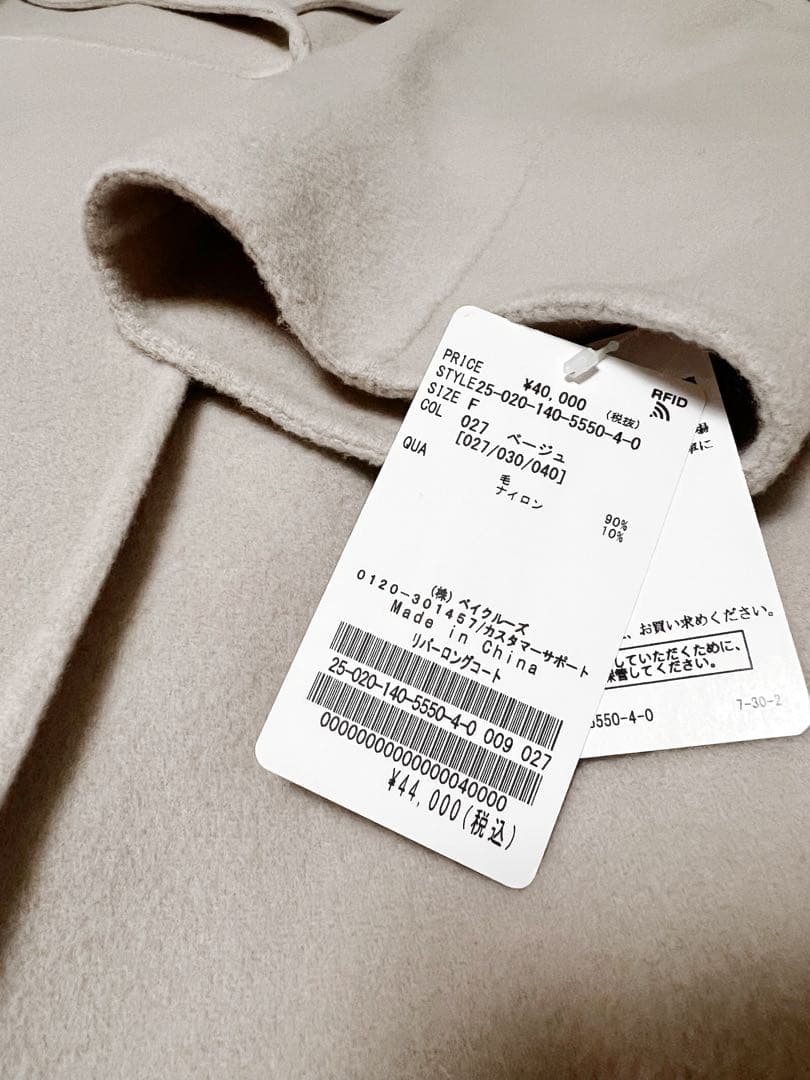 PRICE ¥40,000 (税抜)
STYLE25-020-140-5550-4-0
SIZE F
COL 027 ベージュ
[027/030/040]
QUA 毛 90%
ナイロン 10%
(株) ベイクルーズ
0120-301457/カスタマーサポート
Made in China
リバーロングコート
25-020-140-5550-4-0 009 027
0000000000000040000
¥44,000(税込)
RFID
に
お買い求めください。
していただくために、
管してください。
5550-4-0 7-30-2